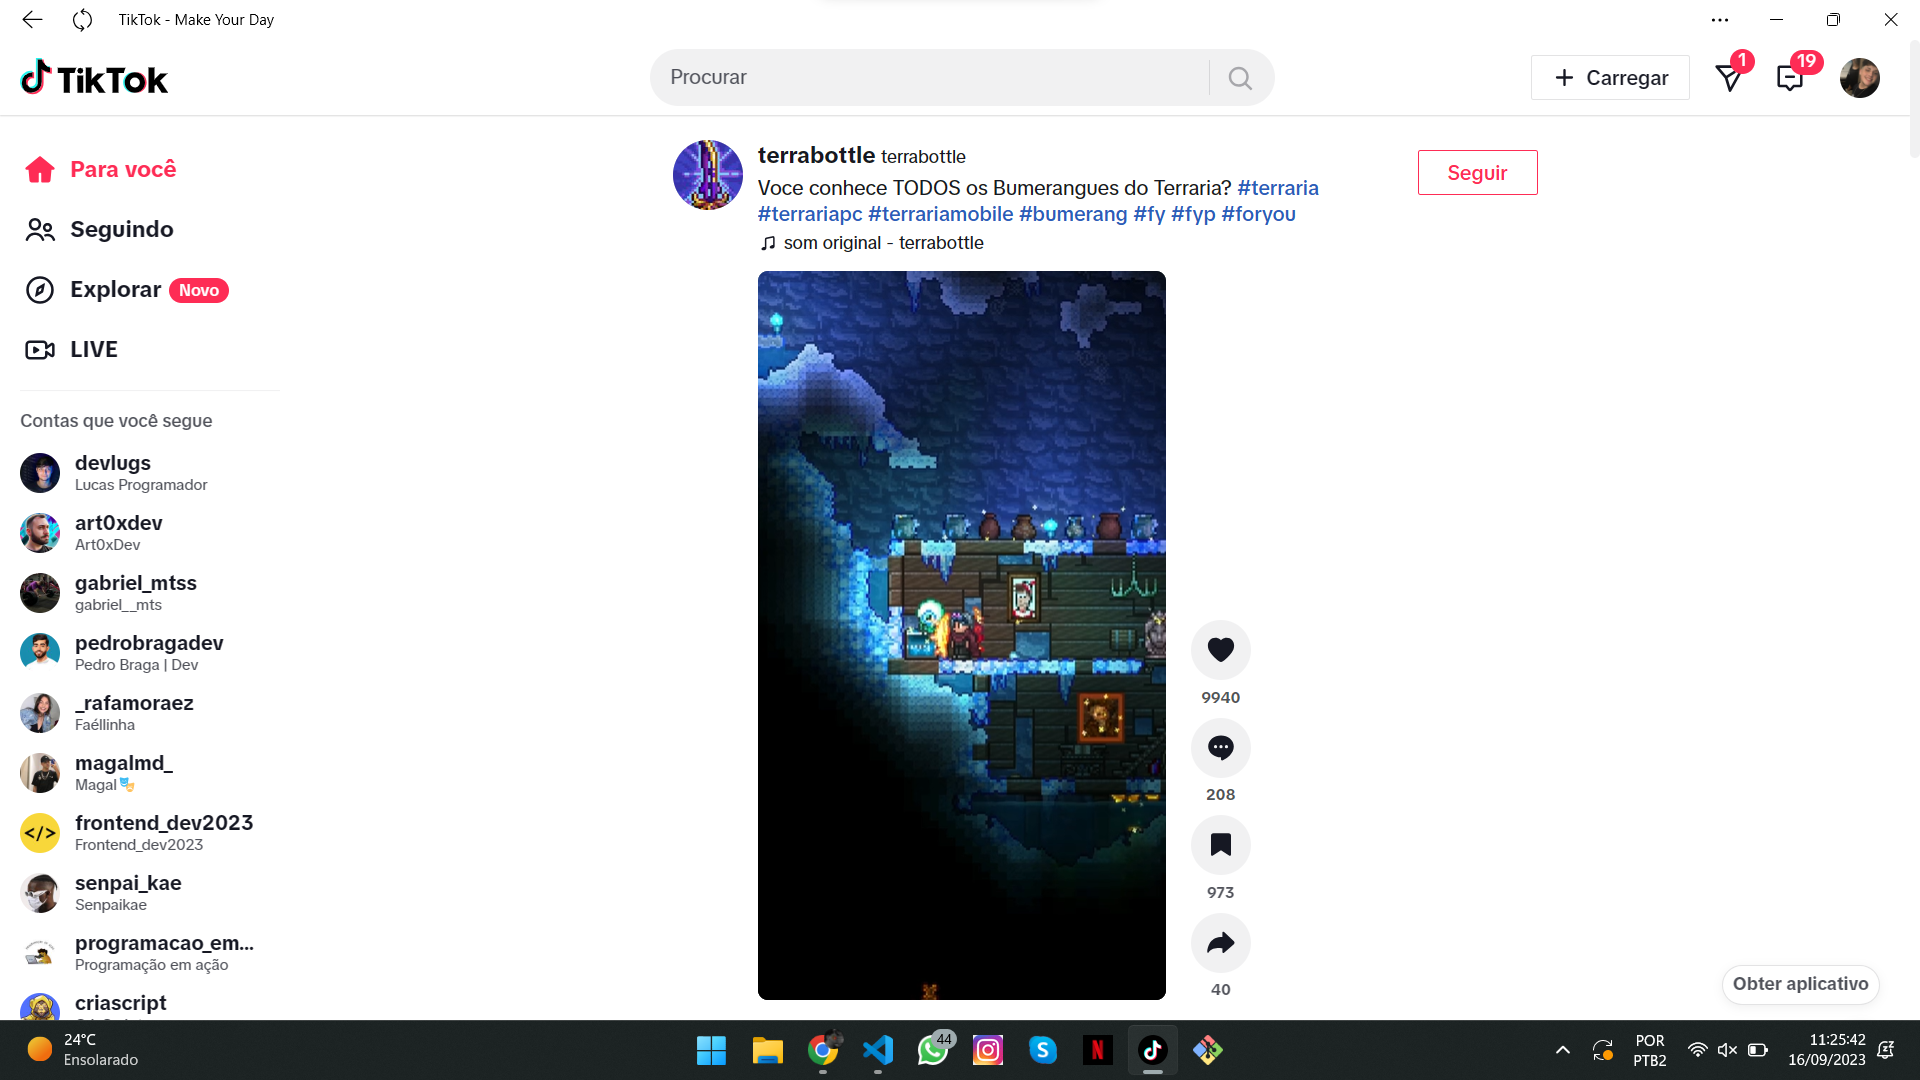 TikTok - Make Your Day
TikTok
Procurar
Carregar
1
19
Para você
Seguindo
Explorar Novo
LIVE
Contas que você segue
devlugs
Lucas Programador
art0xdev
Art0xDev
gabriel_mtss
gabriel__mts
pedrobragadev
Pedro Braga | Dev
_rafamoraez
Faéllinha
magalmd_
Magal🎭
</>
frontend_dev2023
Frontend_dev2023
senpai_kae
Senpaikae
programacao_em...
Programação em ação
criascript
terrabottle terrabottle
Voce conhece TODOS os Bumerangues do Terraria? #terraria
#terrariapc #terrariamobile #bumerang #fy #fyp #foryou
som original - terrabottle
Seguir
9940
208
973
40
Obter aplicativo
24°C
Ensolarado
44
N
POR
PTB2
11:25:42
16/09/2023